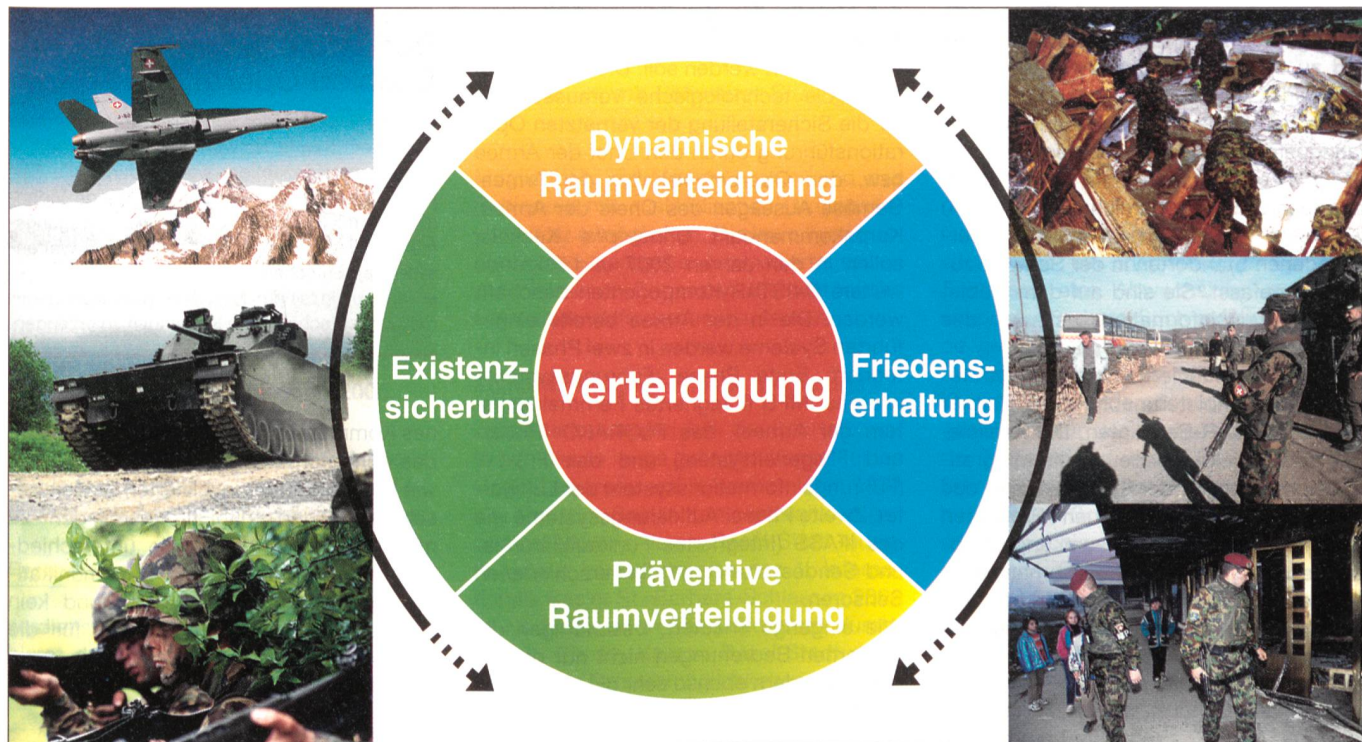 Dynamische
Raumverteidigung
Existenz-
sicherung
Verteidigung
Friedens-
erhaltung
Präventive
Raumverteidigung